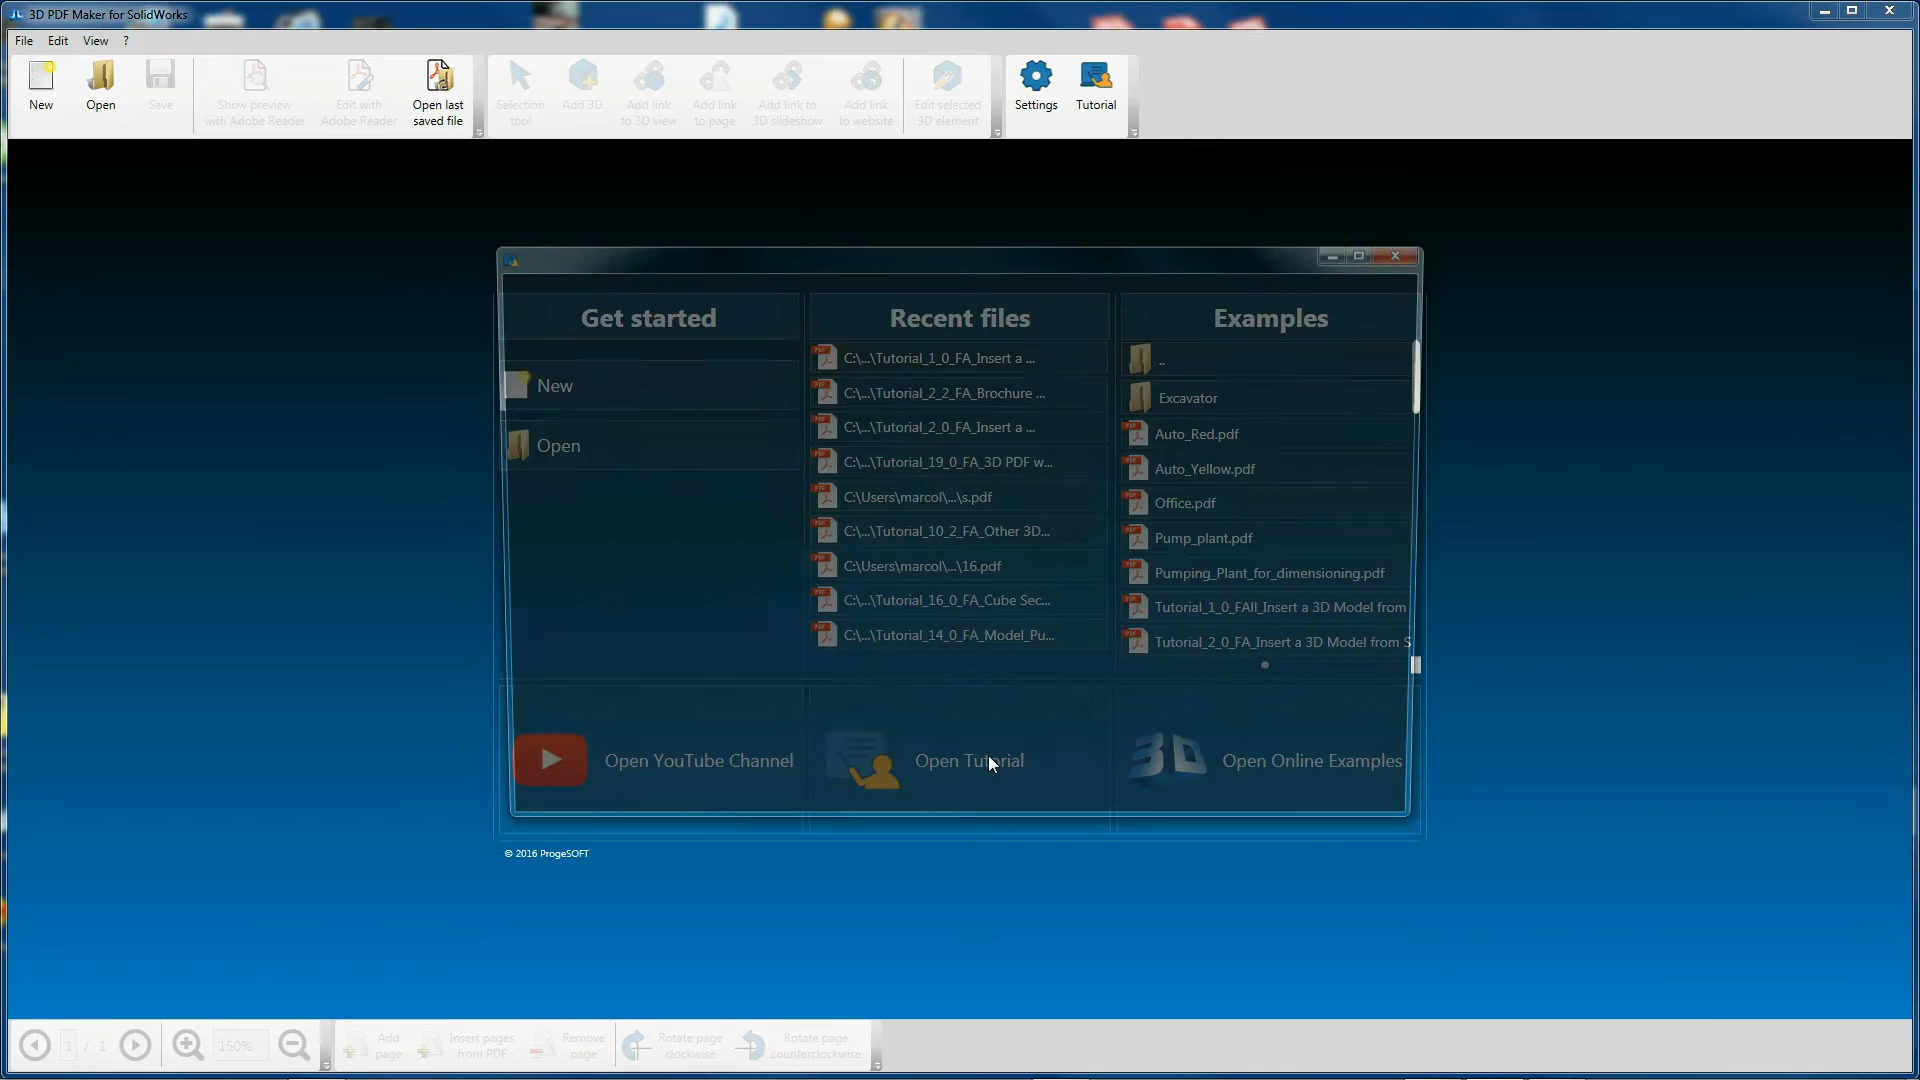 3D PDF Maker for SolidWorks
File Edit View ?
New
Open
Save
Show preview
with Adobe Reader
Edit with
Adobe Reader
Open last
saved file
Selection
tool
Add 3D
Add link
to 3D view
Add link
to page
Add link to
3D slideshow
Add link
to website
Edit selected
3D element
Settings
Tutorial
Get started
New
Open
Recent files
C:\...\Tutorial_1_0_FA_Insert a ...
C:\...\Tutorial_2_2_FA_Brochure ...
C:\...\Tutorial_2_0_FA_Insert a ...
C:\...\Tutorial_19_0_FA_3D PDF w...
C:\Users\marcol\...\s.pdf
C:\...\Tutorial_10_2_FA_Other 3D...
C:\Users\marcol\...\16.pdf
C:\...\Tutorial_16_0_FA_Cube Sec...
C:\...\Tutorial_14_0_FA_Model_Pu...
Examples
..
Excavator
Auto_Red.pdf
Auto_Yellow.pdf
Office.pdf
Pump_plant.pdf
Pumping_Plant_for_dimensioning.pdf
Tutorial_1_0_FAll_Insert a 3D Model from
Tutorial_2_0_FA_Insert a 3D Model from S
Open YouTube Channel
Open Tutorial
3D
Open Online Examples
© 2016 ProgeSOFT
1 / 1
150%
Add
page
Insert pages
from PDF
Remove
page
Rotate page
clockwise
Rotate page
counterclockwise